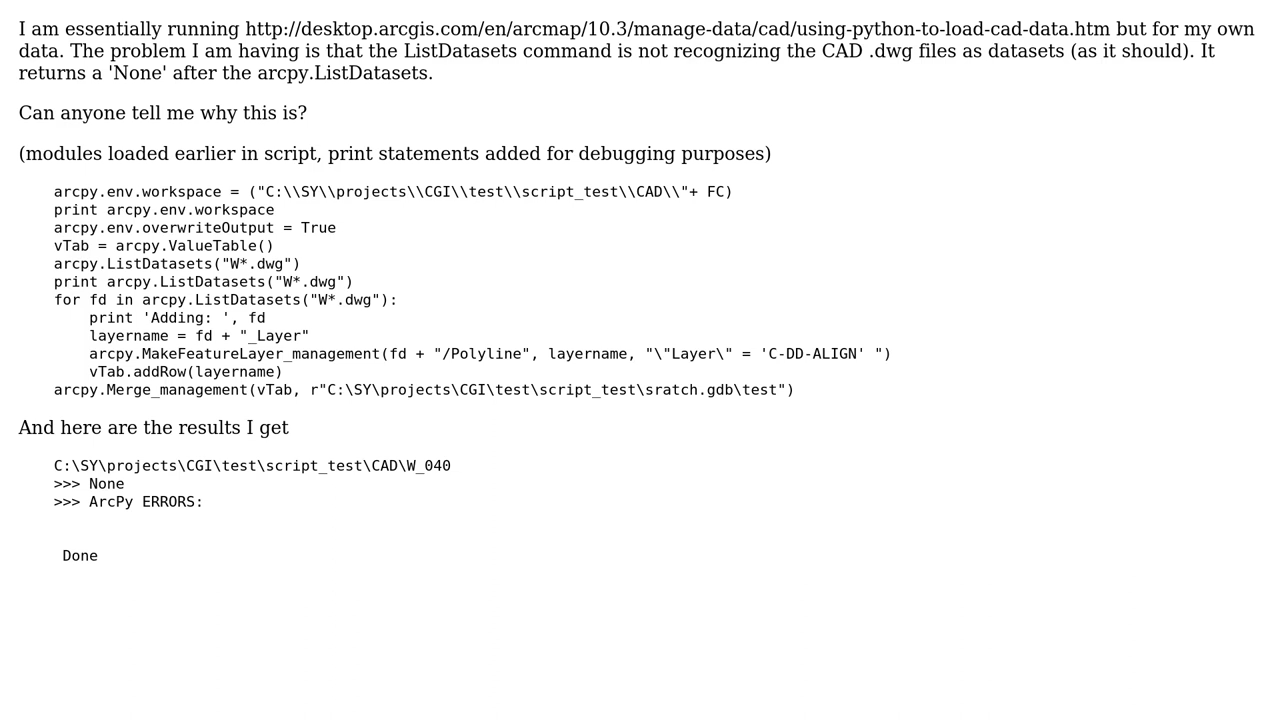 I am essentially running http://desktop.arcgis.com/en/arcmap/10.3/manage-data/cad/using-python-to-load-cad-data.htm but for my own
data. The problem I am having is that the ListDatasets command is not recognizing the CAD .dwg files as datasets (as it should). It
returns a 'None' after the arcpy.ListDatasets.
Can anyone tell me why this is?
(modules loaded earlier in script, print statements added for debugging purposes)
arcpy.env.workspace = ("C:\\SY\\projects\\CGI\\test\\script_test\\CAD\\"+ FC)
print arcpy.env.workspace
arcpy.env.overwriteOutput = True
vTab = arcpy.ValueTable()
arcpy.ListDatasets("W*.dwg")
print arcpy.ListDatasets("W*.dwg")
for fd in arcpy.ListDatasets("W*.dwg"):
    print 'Adding: ', fd
    layername = fd + "_Layer"
    arcpy.MakeFeatureLayer_management(fd + "/Polyline", layername, "\"Layer\" = 'C-DD-ALIGN' ")
    vTab.addRow(layername)
arcpy.Merge_management(vTab, r"C:\SY\projects\CGI\test\script_test\sratch.gdb\test")
And here are the results I get
C:\SY\projects\CGI\test\script_test\CAD\W_040
>>> None
>>> ArcPy ERRORS:
Done